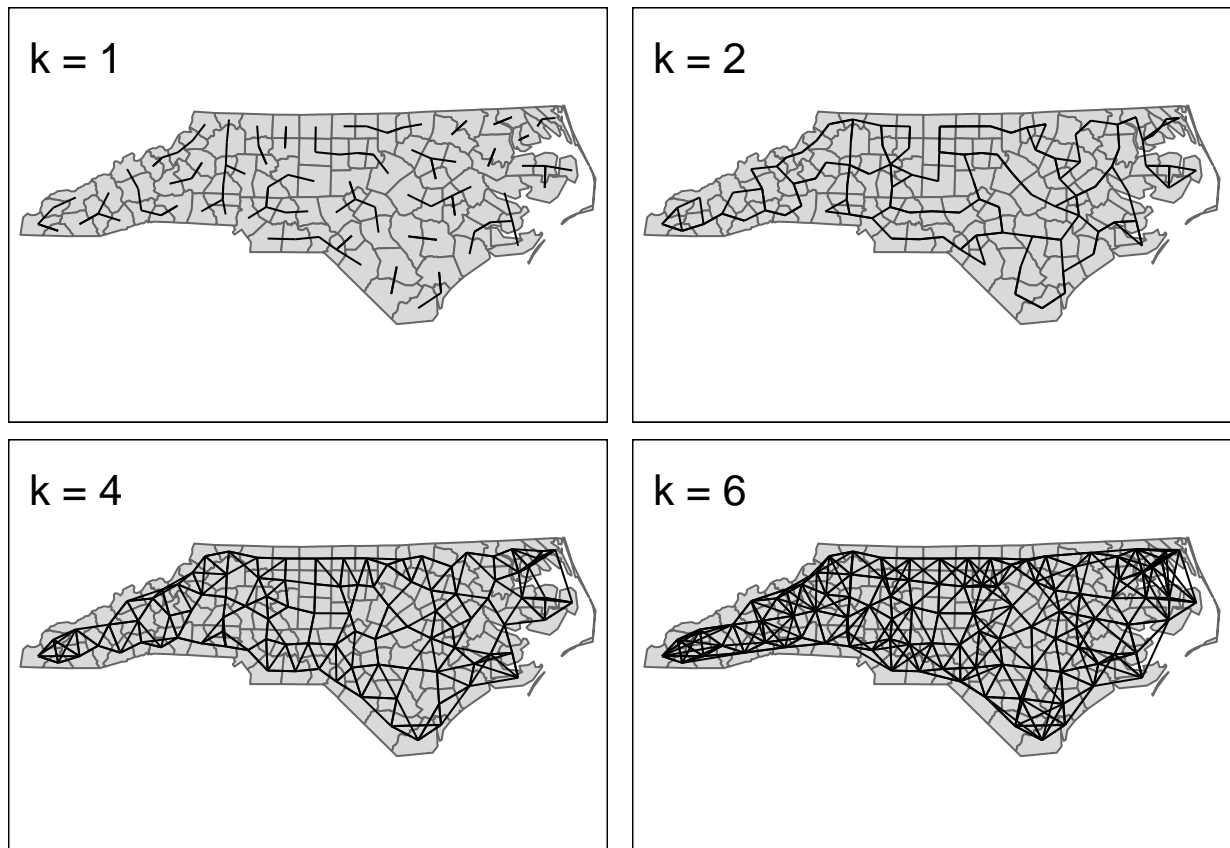 k = 1
k = 2
k = 4
k = 6